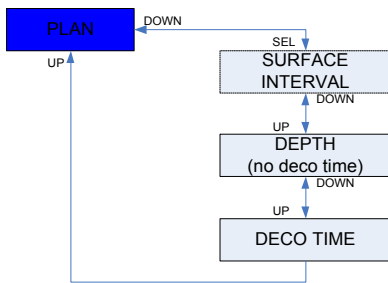 PLAN
DOWN
UP
SEL
SURFACE
INTERVAL
DOWN
UP
DEPTH
(no deco time)
DOWN
UP
DECO TIME